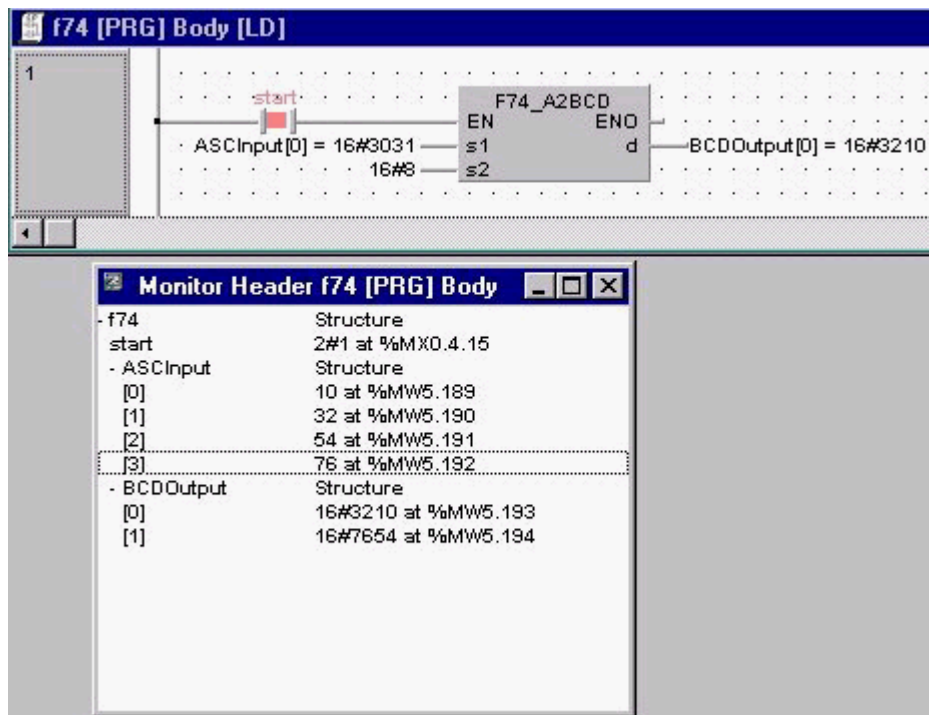 f74 [PRG] Body [LD]
1
start
F74_A2BCD
EN ENO
ASCInput[0] = 16#3031 s1 d BCDOutput[0] = 16#3210
16#8 s2
Monitor Header f74 [PRG] Body
- f74 Structure
start 2#1 at %MX0.4.15
- ASCInput Structure
[0] 10 at %MW5.189
[1] 32 at %MW5.190
[2] 54 at %MW5.191
[3] 76 at %MW5.192
- BCDOutput Structure
[0] 16#3210 at %MW5.193
[1] 16#7654 at %MW5.194